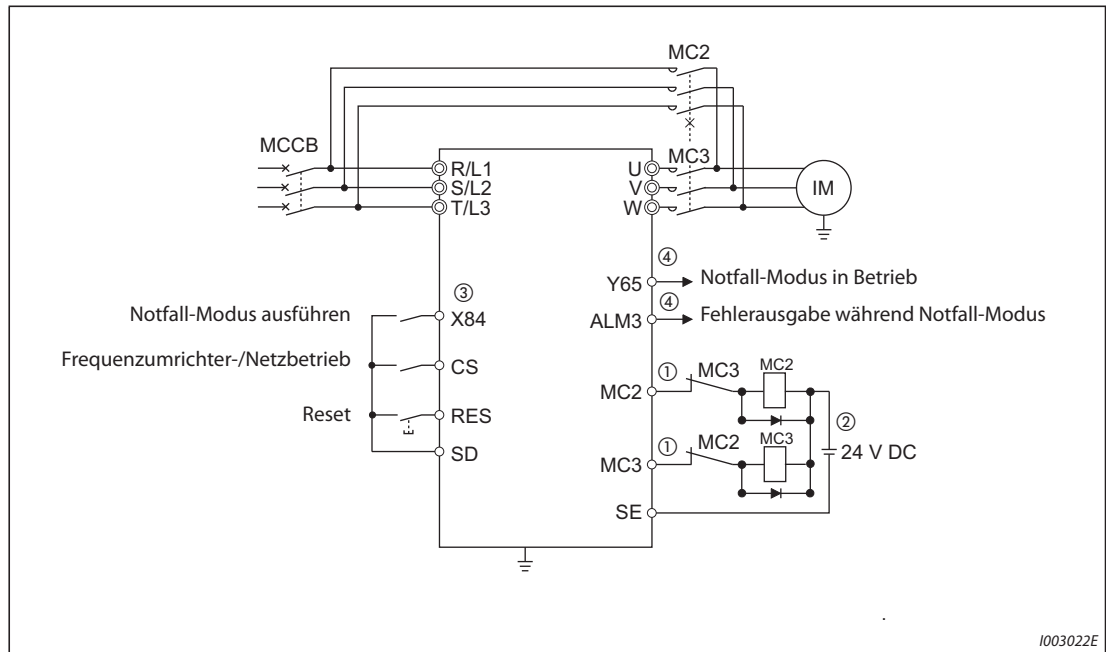 MC2
MCCB
MC3
R/L1
S/L2
T/L3
U
V
W
IM
④
Y65
Notfall-Modus in Betrieb
④
ALM3
Fehlerausgabe während Notfall-Modus
③
Notfall-Modus ausführen
X84
Frequenzumrichter-/Netzbetrieb
CS
Reset
RES
SD
MC2
①
MC3
MC2
②
24 V DC
MC3
①
MC2
MC3
SE
I003022E